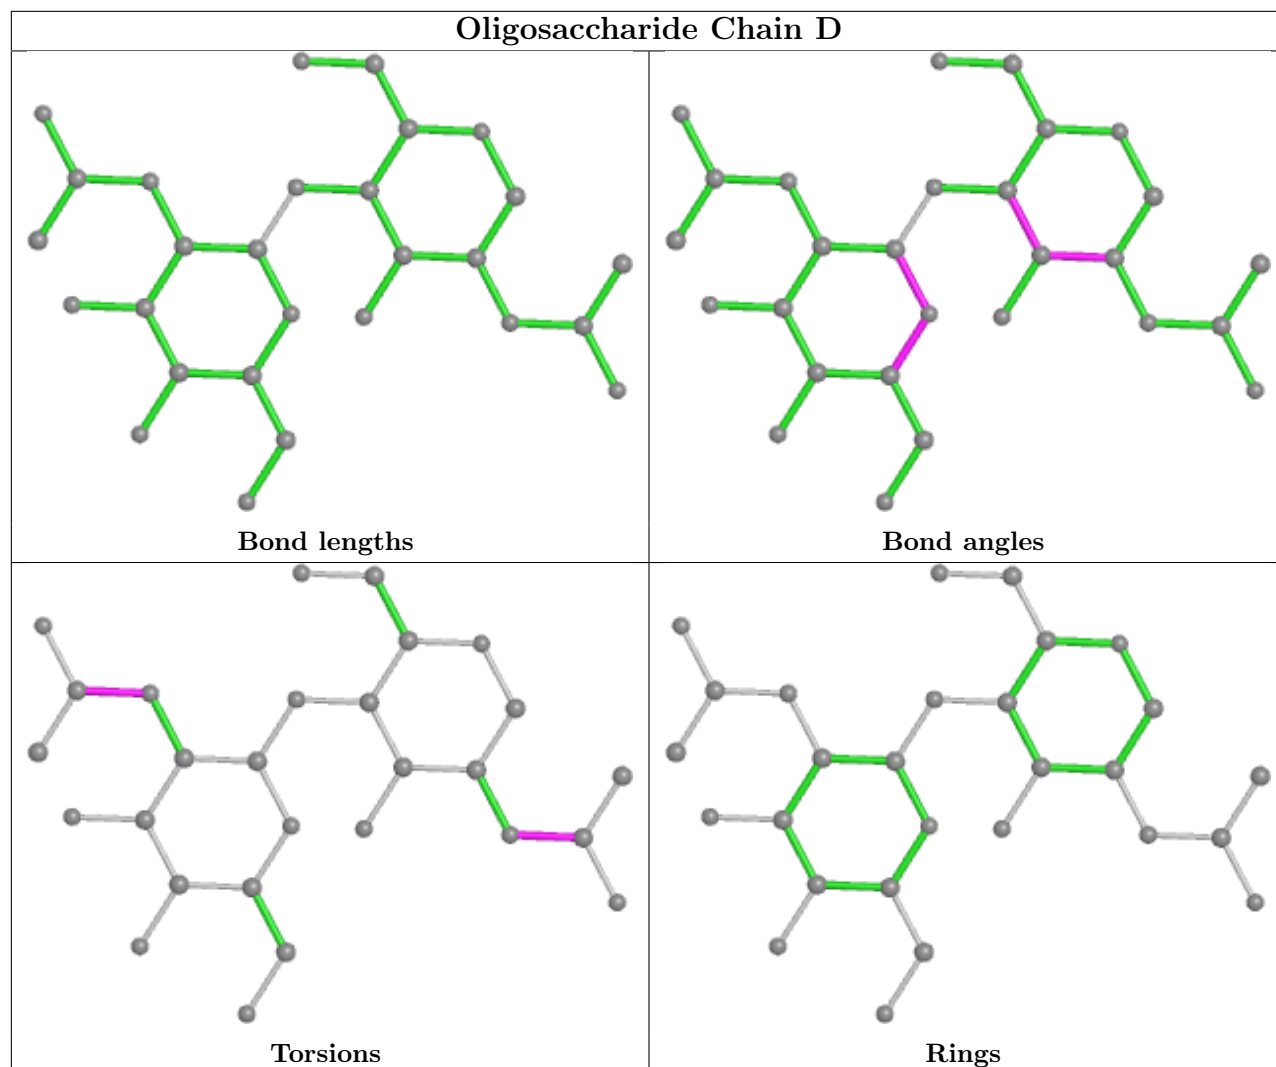 Oligosaccharide Chain D
Bond lengths
Bond angles
Torsions
Rings